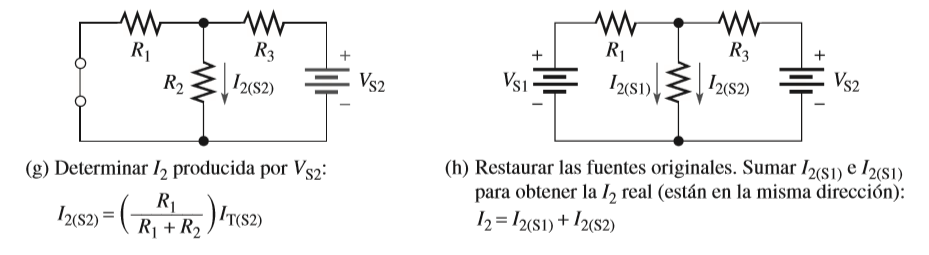 R1
R3
R2
I2(S2)
+
VS2
−
+
VS1
−
R1
R3
I2(S1)
I2(S2)
+
VS2
−
(g) Determinar I2 producida por VS2:
I2(S2) = (R1 / R1 + R2) IT(S2)
(h) Restaurar las fuentes originales. Sumar I2(S1) e I2(S1)
para obtener la I2 real (están en la misma dirección):
I2 = I2(S1) + I2(S2)